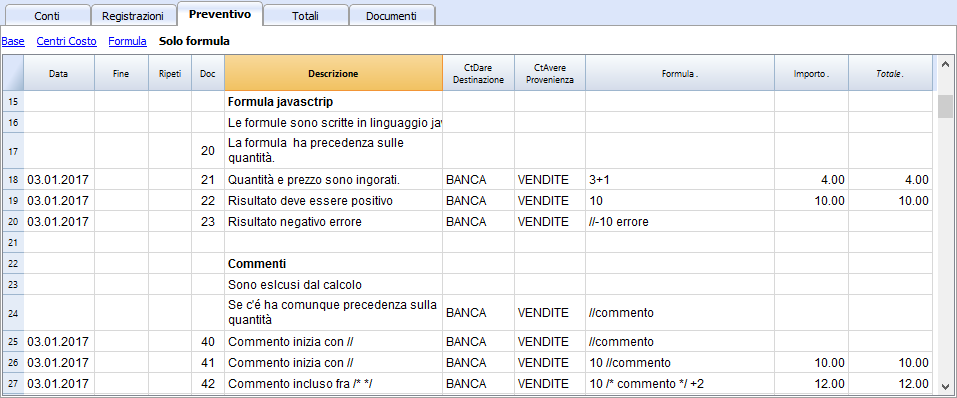 Conti Registrazioni Preventivo Totali Documenti
Base Centri Costo Formula Solo formula
Data Fine Ripeti Doc Descrizione CtDare Destinazione CtAvere Provenienza Formula . Importo . Totale .
15 Formula javasctrip
16 Le formule sono scritte in linguaggio jav
17 20 La formula ha precedenza sulle
quantità.
18 03.01.2017 21 Quantità e prezzo sono ingorati. BANCA VENDITE 3+1 4.00 4.00
19 03.01.2017 22 Risultato deve essere positivo BANCA VENDITE 10 10.00 10.00
20 03.01.2017 23 Risultato negativo errore BANCA VENDITE //-10 errore
21
22 Commenti
23 Sono eslcusi dal calcolo
24 Se c'é ha comunque precedenza sulla
quantità BANCA VENDITE //commento
25 03.01.2017 40 Commento inizia con // BANCA VENDITE //commento
26 03.01.2017 41 Commento inizia con // BANCA VENDITE 10 //commento 10.00 10.00
27 03.01.2017 42 Commento incluso fra /* */ BANCA VENDITE 10 /* commento */ +2 12.00 12.00